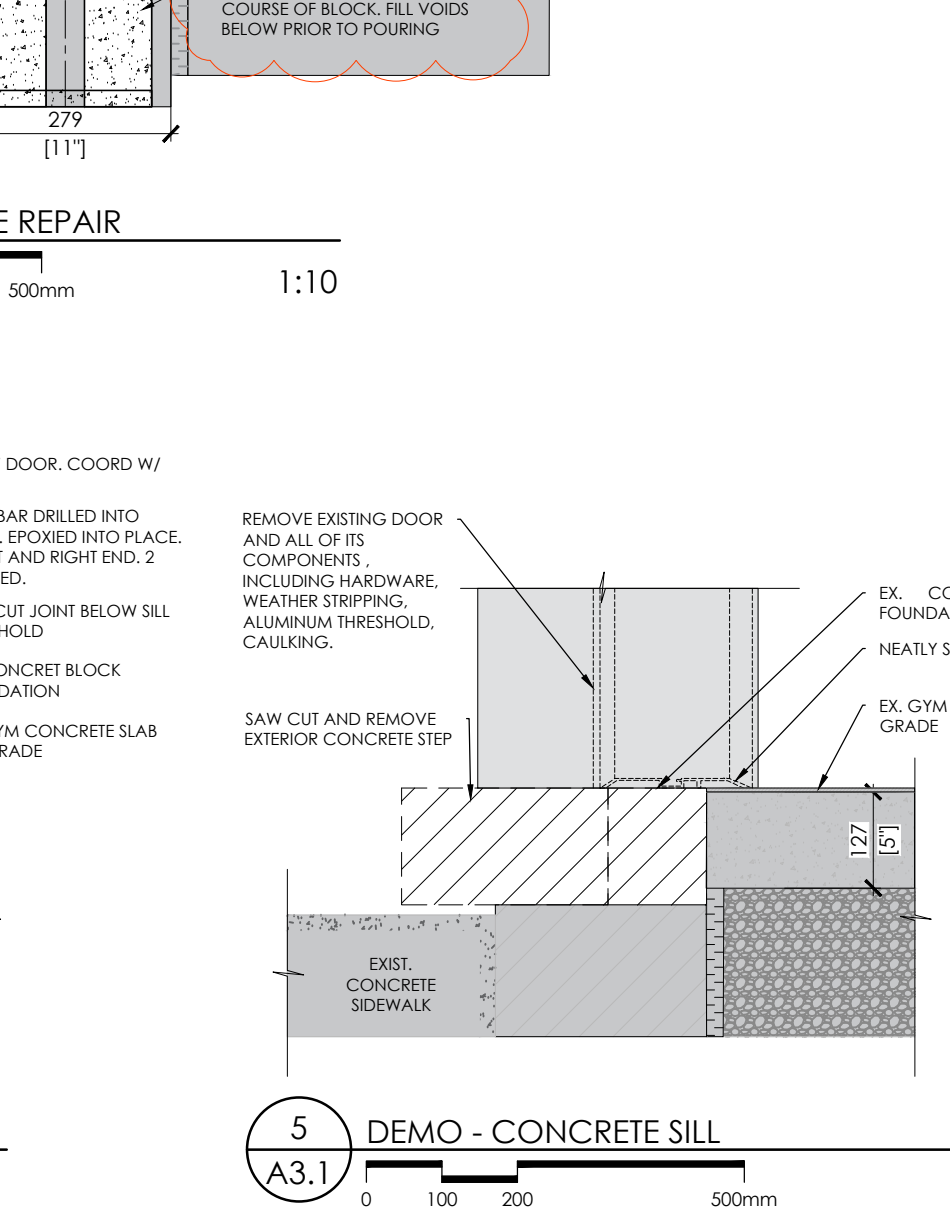 COURSE OF BLOCK. FILL VOIDS
BELOW PRIOR TO POURING
279
[11"]
E REPAIR
500mm
1:10
DOOR. COORD W/
BAR DRILLED INTO
. EPOXIED INTO PLACE.
T AND RIGHT END. 2
ED.
CUT JOINT BELOW SILL
HOLD
ONCRET BLOCK
DATION
YM CONCRETE SLAB
RADE
REMOVE EXISTING DOOR
AND ALL OF ITS
COMPONENTS ,
INCLUDING HARDWARE,
WEATHER STRIPPING,
ALUMINUM THRESHOLD,
CAULKING.
SAW CUT AND REMOVE
EXTERIOR CONCRETE STEP
EX. CO
FOUNDA
NEATLY S
EX. GYM
GRADE
127
[5"]
EXIST.
CONCRETE
SIDEWALK
5
A3.1
DEMO - CONCRETE SILL
0 100 200 500mm